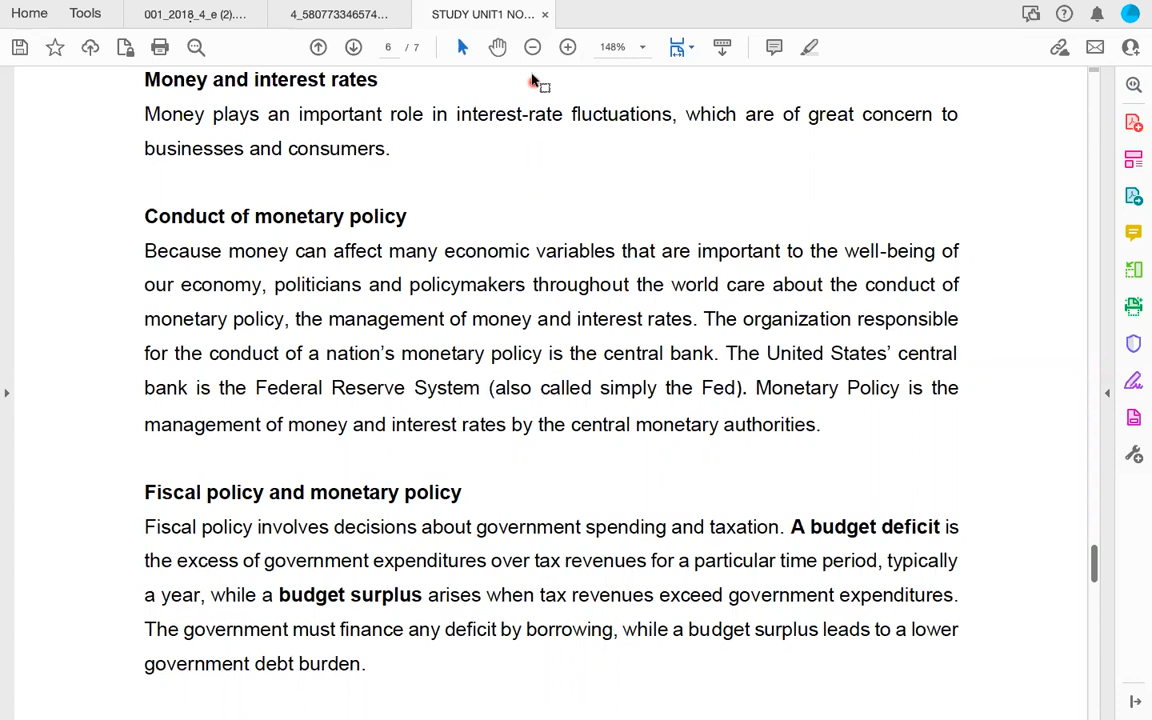 Home Tools 001_2018_4_e (2).... 4_580773346574... STUDY UNIT1 NO... ×
6 / 7 148%
Money and interest rates
Money plays an important role in interest-rate fluctuations, which are of great concern to
businesses and consumers.
Conduct of monetary policy
Because money can affect many economic variables that are important to the well-being of
our economy, politicians and policymakers throughout the world care about the conduct of
monetary policy, the management of money and interest rates. The organization responsible
for the conduct of a nation’s monetary policy is the central bank. The United States’ central
bank is the Federal Reserve System (also called simply the Fed). Monetary Policy is the
management of money and interest rates by the central monetary authorities.
Fiscal policy and monetary policy
Fiscal policy involves decisions about government spending and taxation. A budget deficit is
the excess of government expenditures over tax revenues for a particular time period, typically
a year, while a budget surplus arises when tax revenues exceed government expenditures.
The government must finance any deficit by borrowing, while a budget surplus leads to a lower
government debt burden.